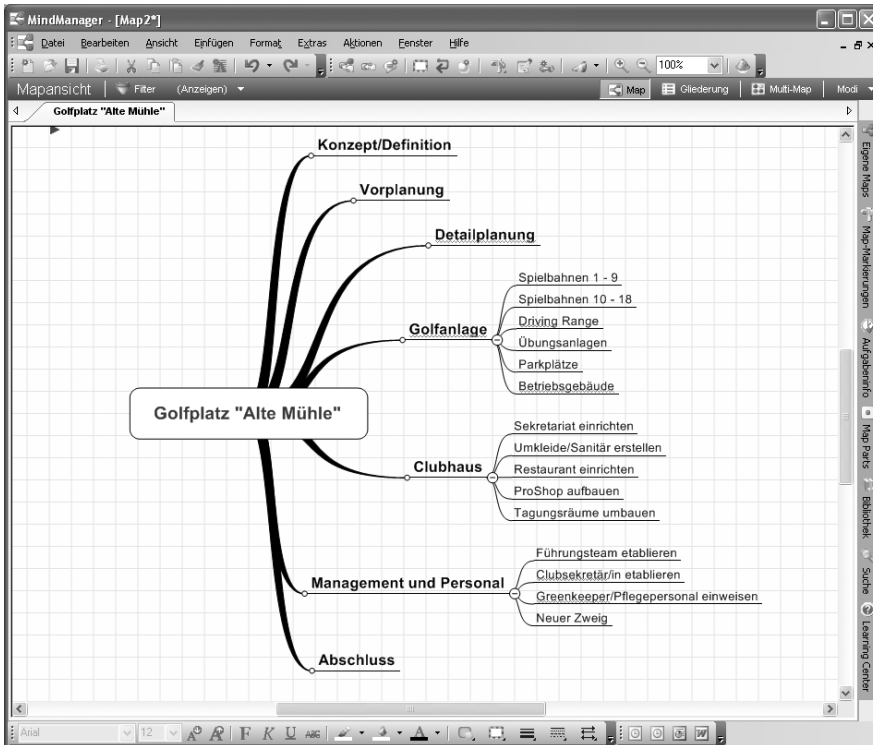 MindManager - [Map2*]
Datei Bearbeiten Ansicht Einfügen Format Extras Aktionen Fenster Hilfe
100%
Mapansicht Filter (Anzeigen) Map Gliederung Multi-Map Modi
Golfplatz "Alte Mühle"
Konzept/Definition
Vorplanung
Detailplanung
Golfanlage
Spielbahnen 1 - 9
Spielbahnen 10 - 18
Driving Range
Übungsanlagen
Parkplätze
Betriebsgebäude
Golfplatz "Alte Mühle"
Clubhaus
Sekretariat einrichten
Umkleide/Sanitär erstellen
Restaurant einrichten
ProShop aufbauen
Tagungsräume umbauen
Management und Personal
Führungsteam etablieren
Clubsekretär/in etablieren
Greenkeeper/Pflegepersonal einweisen
Neuer Zweig
Abschluss
Eigene Maps
Map-Markierungen
Aufgabeninfo
Map Parts
Bibliothek
Suche
Learning Center
Arial 12 F K U ABC A